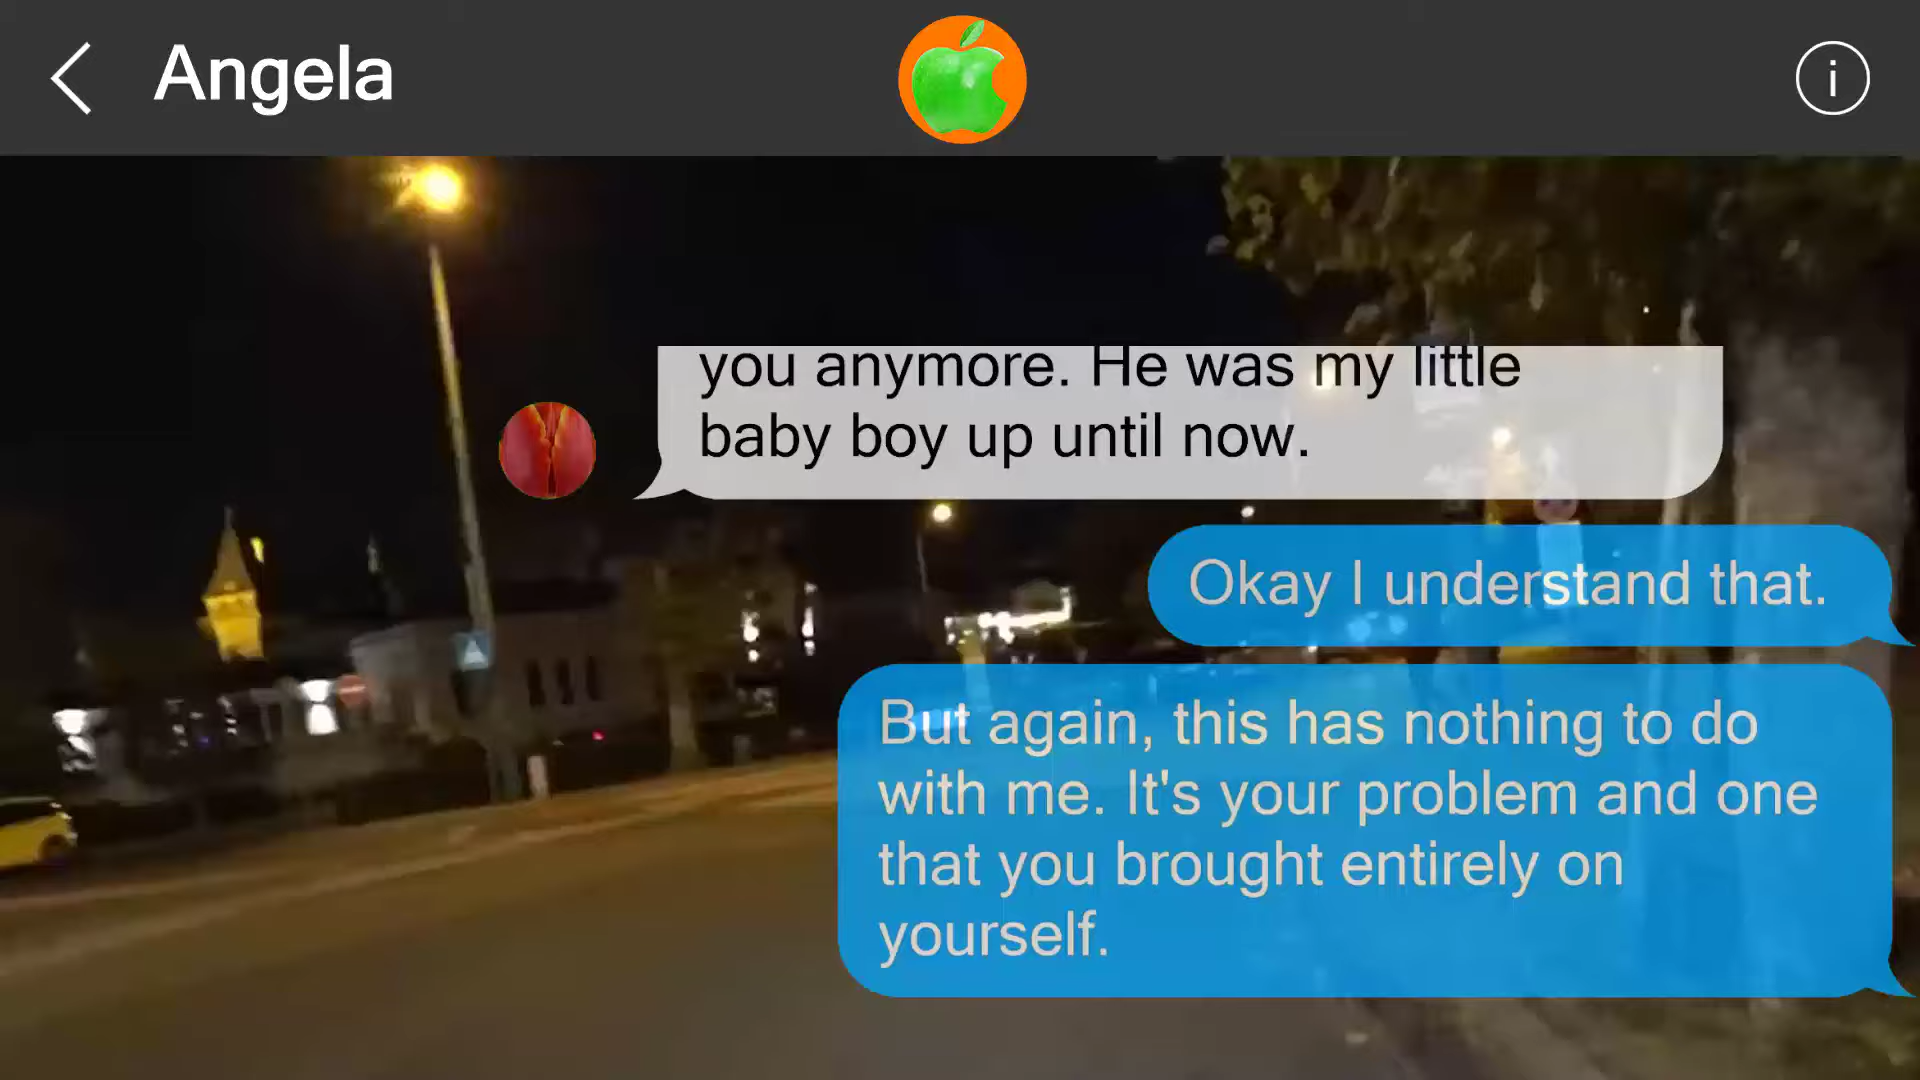 Angela
you anymore. He was my little
baby boy up until now.
Okay I understand that.
But again, this has nothing to do
with me. It's your problem and one
that you brought entirely on
yourself.